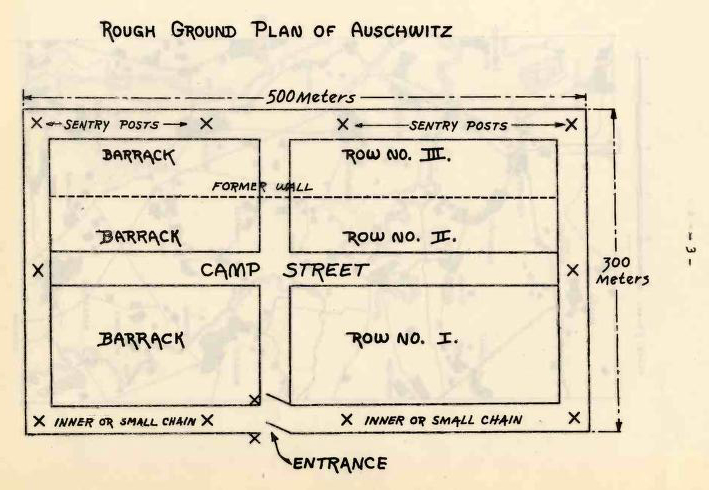 ROUGH GROUND PLAN OF AUSCHWITZ
500 Meters
X SENTRY POSTS X X SENTRY POSTS X
BARRACK ROW NO. III.
FORMER WALL
BARRACK ROW NO. II.
X CAMP STREET X
300
Meters
- 3 -
BARRACK ROW NO. I.
X
X INNER OR SMALL CHAIN X X INNER OR SMALL CHAIN X
X
ENTRANCE